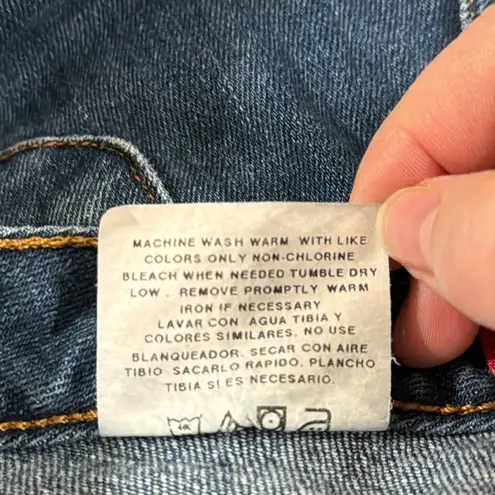 MACHINE WASH WARM WITH LIKE
COLORS ONLY NON-CHLORINE
BLEACH WHEN NEEDED TUMBLE DRY
LOW . REMOVE PROMPTLY WARM
IRON IF NECESSARY
LAVAR CON AGUA TIBIA Y
COLORES SIMILARES. NO USE
BLANQUEADOR. SECAR CON AIRE
TIBIO SACARLO RAPIDO. PLANCHO
TIBIA SI ES NECESARIO.